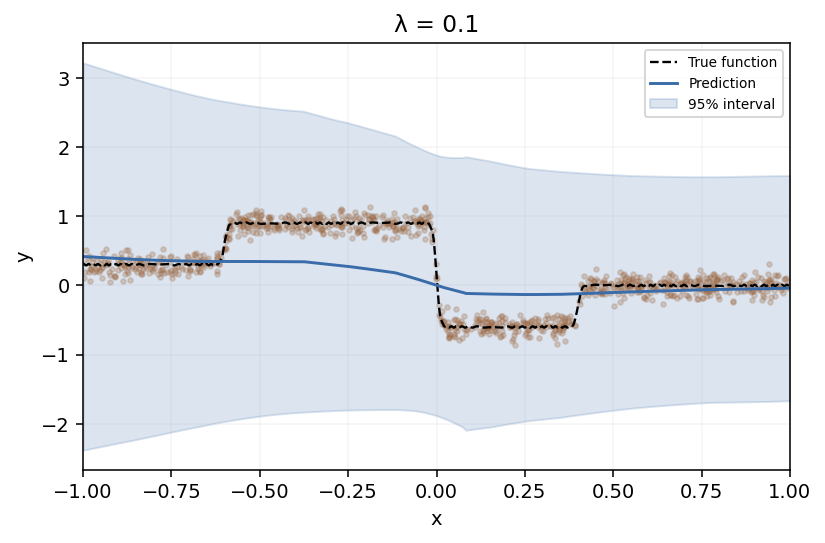 λ = 0.1
True function
Prediction
95% interval
y
3
2
1
0
−1
−2
−1.00 −0.75 −0.50 −0.25 0.00 0.25 0.50 0.75 1.00
x